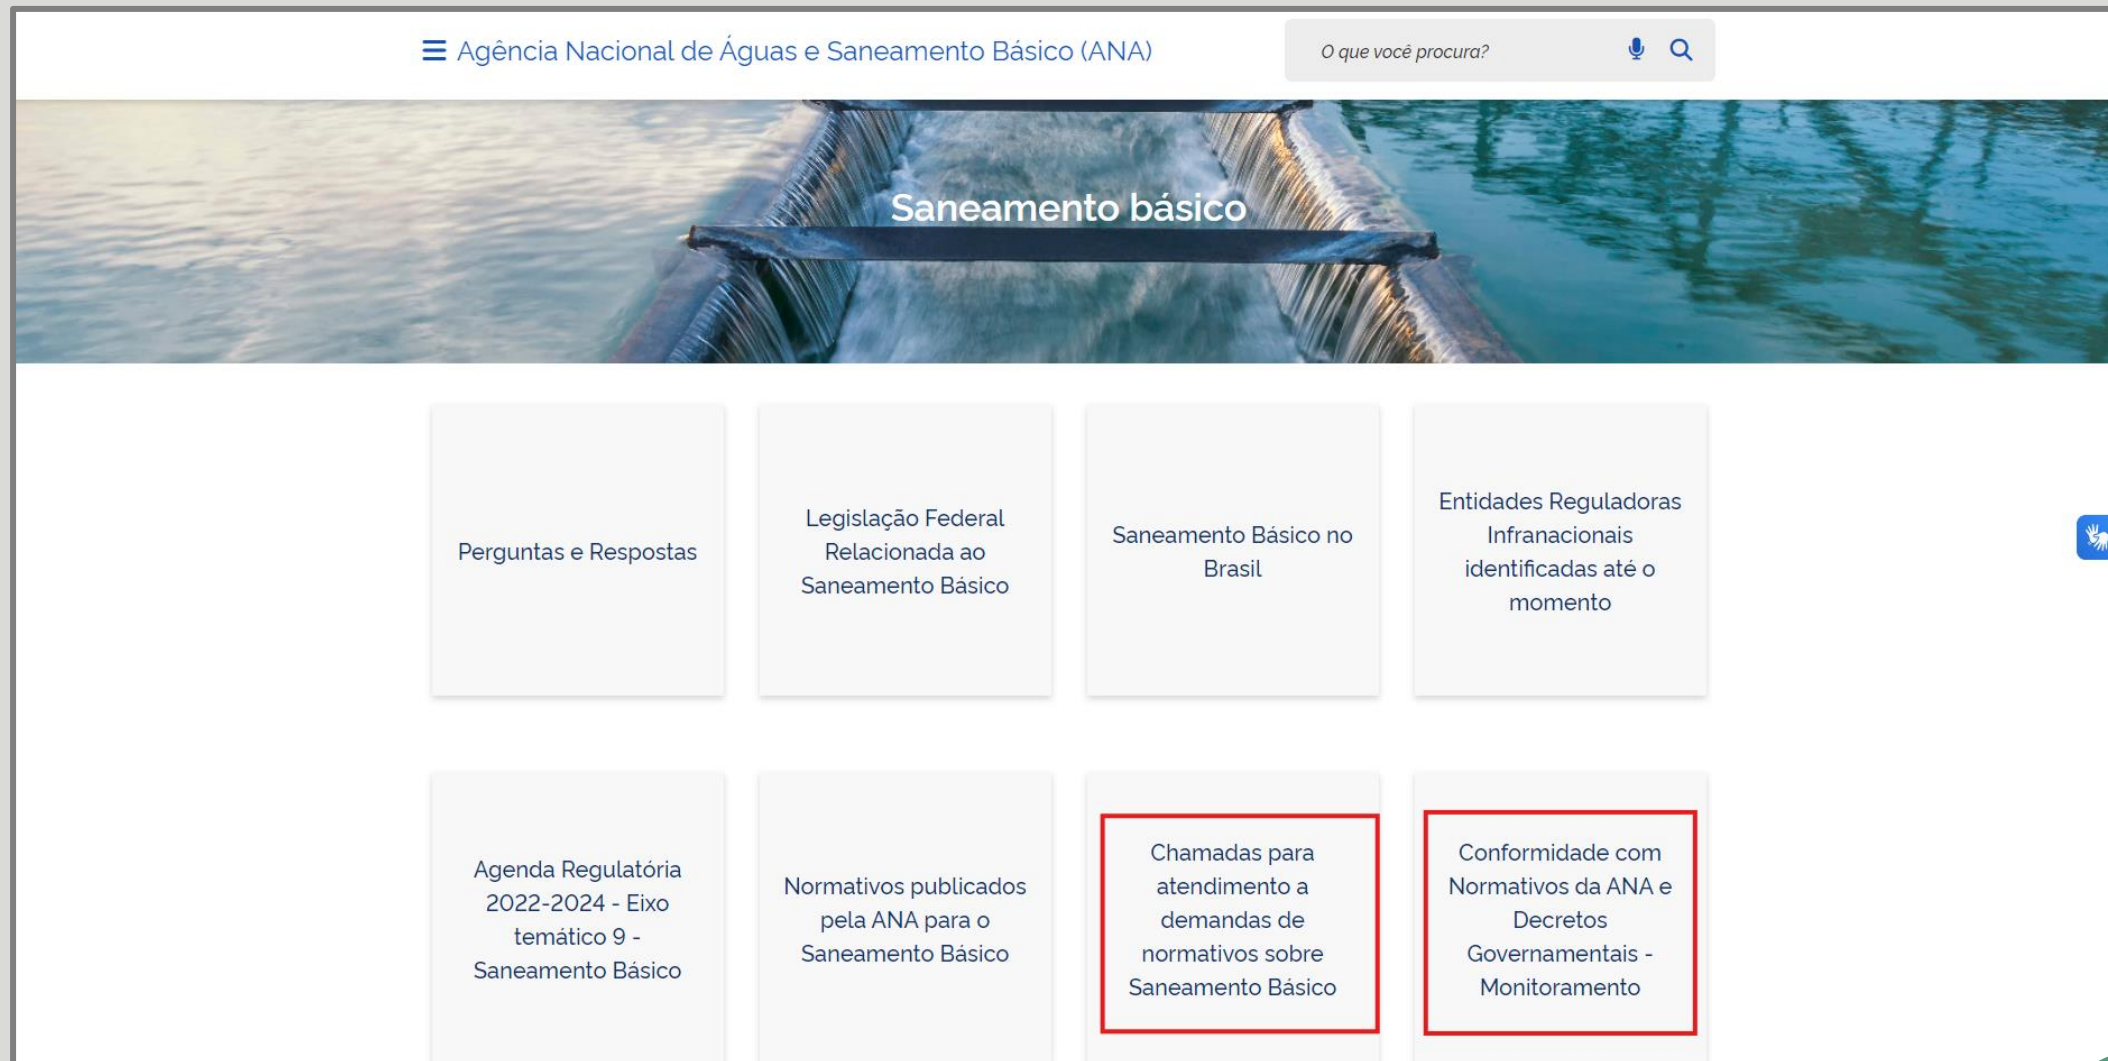 Agência Nacional de Águas e Saneamento Básico (ANA)
O que você procura?
Saneamento básico
Perguntas e Respostas
Legislação Federal
Relacionada ao
Saneamento Básico
Saneamento Básico no
Brasil
Entidades Reguladoras
Infranacionais
identificadas até o
momento
Agenda Regulatória
2022-2024 - Eixo
temático 9 -
Saneamento Básico
Normativos publicados
pela ANA para o
Saneamento Básico
Chamadas para
atendimento a
demandas de
normativos sobre
Saneamento Básico
Conformidade com
Normativos da ANA e
Decretos
Governamentais -
Monitoramento